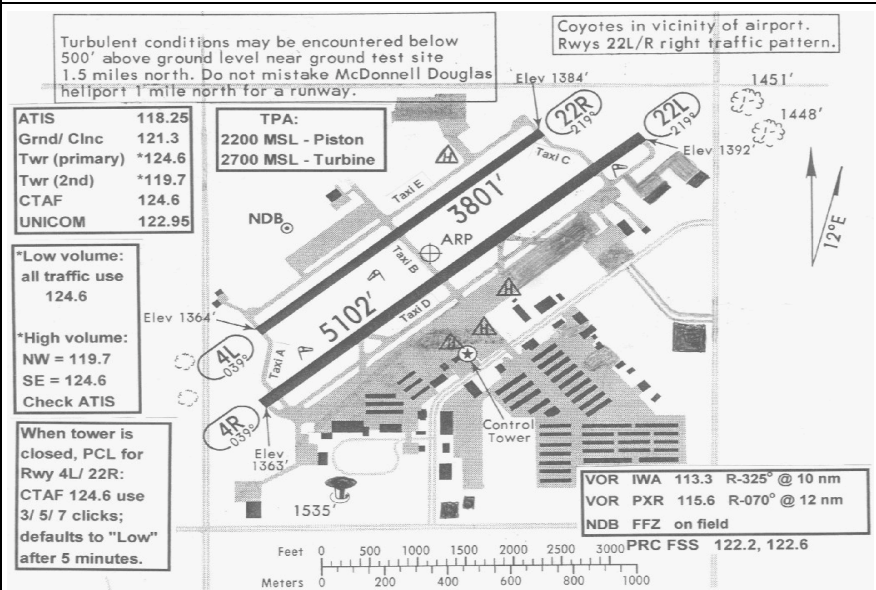 Turbulent conditions may be encountered below
500' above ground level near ground test site
1.5 miles north. Do not mistake McDonnell Douglas
heliport 1 mile north for a runway.
Coyotes in vicinity of airport.
Rwys 22L/R right traffic pattern.
ATIS 118.25
Grnd/ Clnc 121.3
Twr (primary) *124.6
Twr (2nd) *119.7
CTAF 124.6
UNICOM 122.95
TPA:
2200 MSL - Piston
2700 MSL - Turbine
Elev 1384'
22R
219°
22L
219°
Elev 1392'
1451'
1448'
12°E
H
Taxi C
Taxi E
3801'
NDB
ARP
Taxi B
*Low volume:
all traffic use
124.6
*High volume:
NW = 119.7
SE = 124.6
Check ATIS
Elev 1364'
5102'
Taxi D
H
H
H
4L
039°
Taxi A
4R
039°
Elev
1363'
Control
Tower
When tower is
closed, PCL for
Rwy 4L/ 22R:
CTAF 124.6 use
3/ 5/ 7 clicks;
defaults to "Low"
after 5 minutes.
1535'
VOR IWA 113.3 R-325° @ 10 nm
VOR PXR 115.6 R-070° @ 12 nm
NDB FFZ on field
PRC FSS 122.2, 122.6
Feet 0 500 1000 1500 2000 2500 3000
Meters 0 200 400 600 800 1000